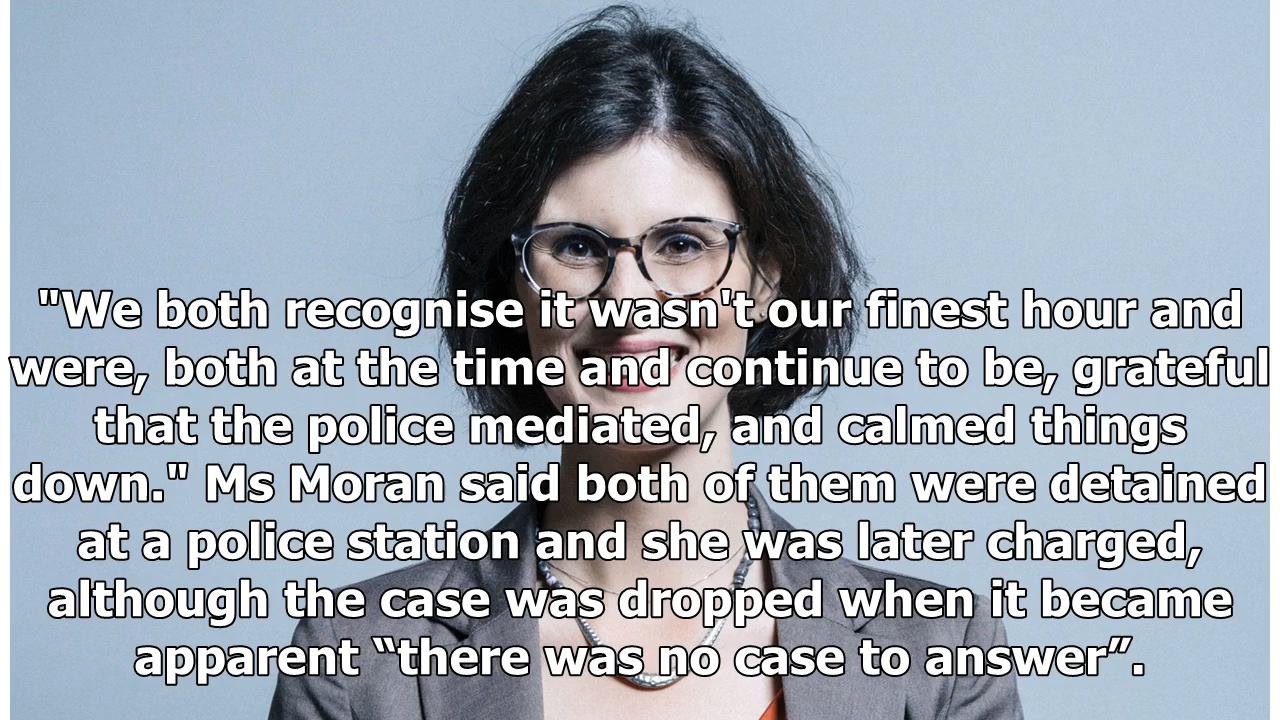 "We both recognise it wasn't our finest hour and
were, both at the time and continue to be, grateful
that the police mediated, and calmed things
down." Ms Moran said both of them were detained
at a police station and she was later charged,
although the case was dropped when it became
apparent “there was no case to answer”.